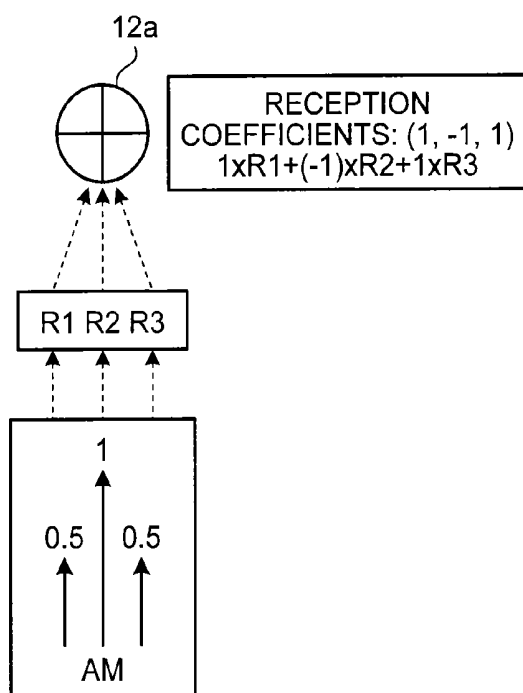 12a
RECEPTION
COEFFICIENTS: (1, -1, 1)
1xR1+(-1)xR2+1xR3
R1 R2 R3
1
0.5 0.5
AM